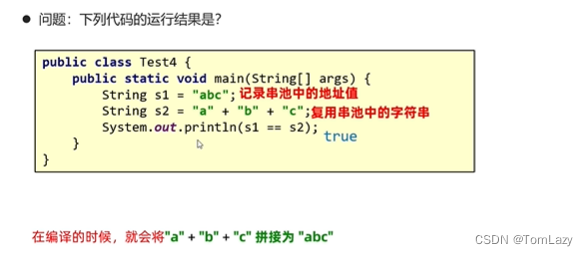 ● 问题：下列代码的运行结果是？
public class Test4 {
public static void main(String[] args) {
String s1 = "abc"; 记录串池中的地址值
String s2 = "a" + "b" + "c";复用串池中的字符串
System.out.println(s1 == s2); true
}
}
在编译的时候，就会将"a" + "b" + "c" 拼接为 "abc"
CSDN @TomLazy